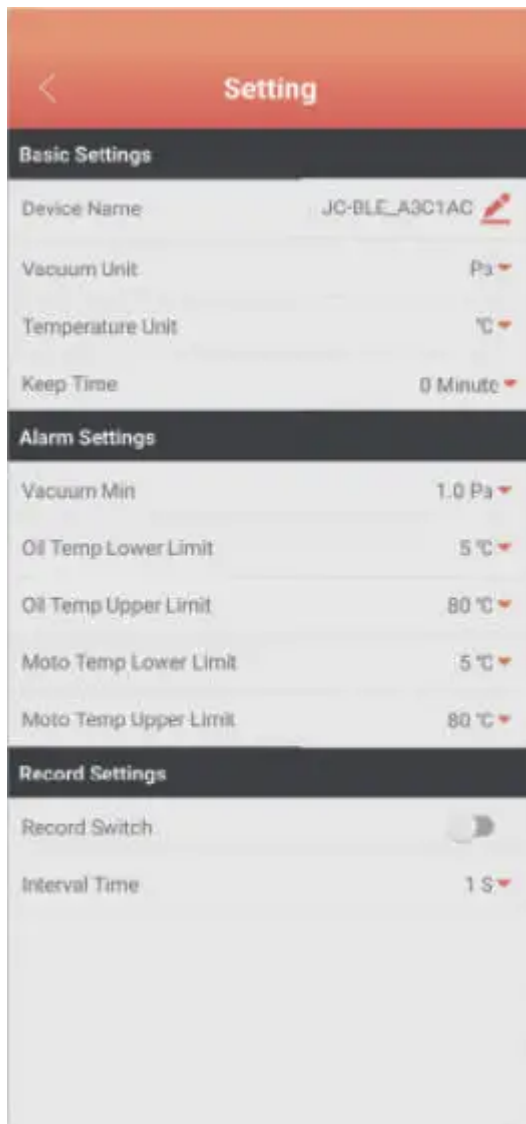 Setting
Basic Settings
Device Name JC-BLE_A3C1AC
Vacuum Unit Pa
Temperature Unit ℃
Keep Time 0 Minute
Alarm Settings
Vacuum Min 1.0 Pa
Oil Temp Lower Limit 5 ℃
Oil Temp Upper Limit 80 ℃
Moto Temp Lower Limit 5 ℃
Moto Temp Upper Limit 80 ℃
Record Settings
Record Switch
Interval Time 1 S